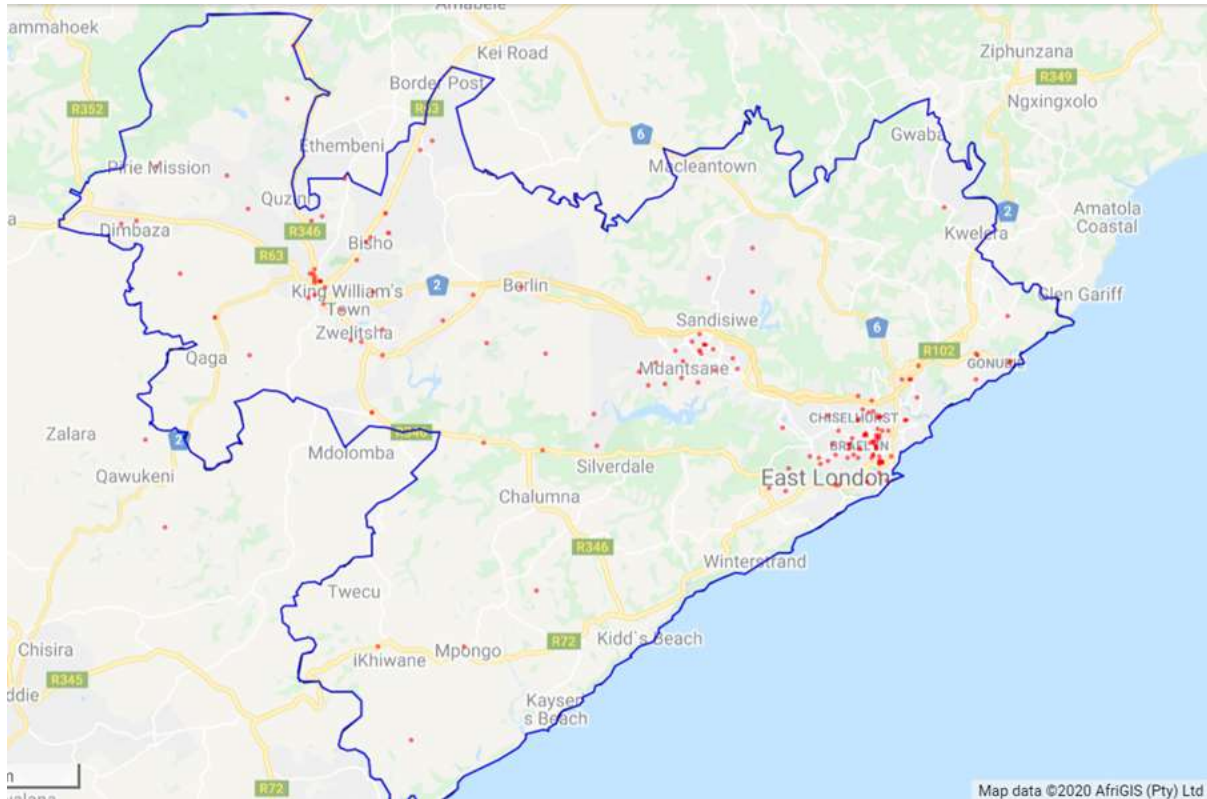 Amabele
ammahoek
Kei Road
Ziphunzana
R349
Border Post
R352
R63
Ngxingxolo
6
Gwaba
Ethembeni
Macleantown
Pirie Mission
Quzini
2
Amatola
Coastal
a
Dimbaza
R346
Bisho
Kwelera
R63
2
Berlin
King William's
Town
Glen Gariff
Sandisiwe
6
Zwelitsha
R102
Qaga
Mdantsane
GONUBIE
CHISELHURST
Zalara
2
R346
BRAELYN
Mdolomba
Silverdale
Qawukeni
East London
Chalumna
R346
Winterstrand
Twecu
Chisira
R72
Kidd`s Beach
Mpongo
iKhiwane
R345
ddie
Kayser
s Beach
R72
Map data ©2020 AfriGIS (Pty) Ltd